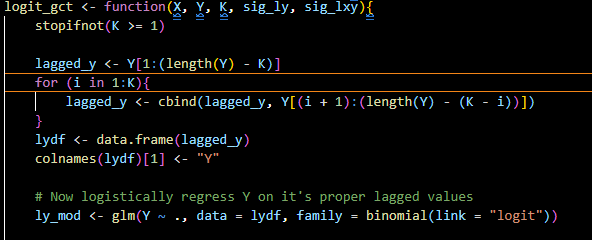 logit_gct <- function(X, Y, K, sig_ly, sig_lxy){
    stopifnot(K >= 1)
    lagged_y <- Y[1:(length(Y) - K)]
    for (i in 1:K){
        lagged_y <- cbind(lagged_y, Y[(i + 1):(length(Y) - (K - i))])
    }
    lydf <- data.frame(lagged_y)
    colnames(lydf)[1] <- "Y"
    # Now logistically regress Y on it's proper lagged values
    ly_mod <- glm(Y ~ ., data = lydf, family = binomial(link = "logit"))